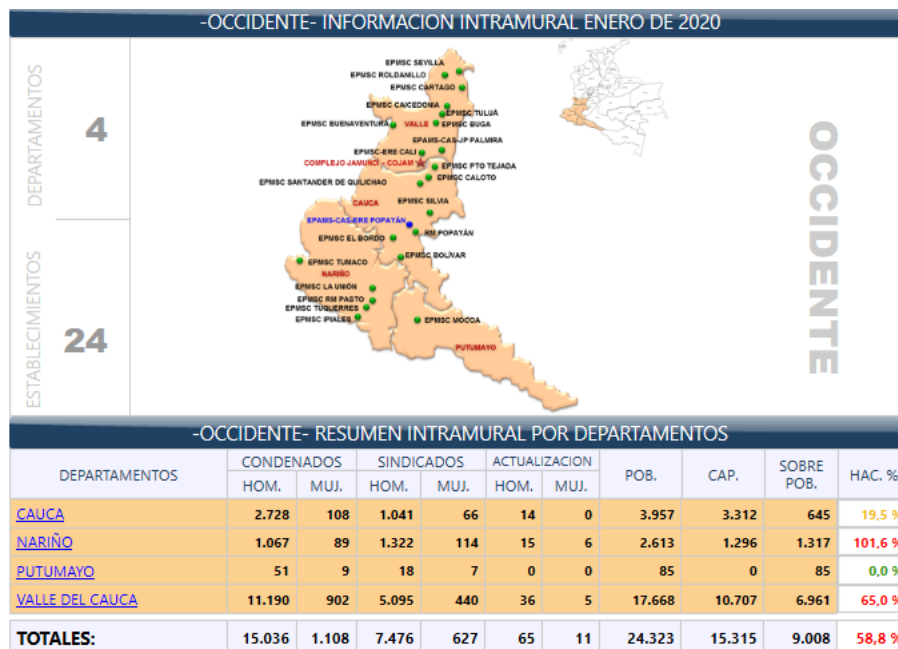 -OCCIDENTE- INFORMACION INTRAMURAL ENERO DE 2020
DEPARTAMENTOS
4
ESTABLECIMIENTOS
24
EPMSC SEVILLA
EPMSC ROLDANILLO
EPMSC CARTAGO
EPMSC CAICEDONIA
EPMSC TULUÁ
EPMSC BUENAVENTURA
VALLE
EPMSC BUGA
EPAMS-CAS-JP PALMIRA
EPMSC-ERE CALI
COMPLEJO JAMUNDÍ - COJAM
EPMSC PTO TEJADA
EPMSC CALOTO
EPMSC SANTANDER DE QUILICHAO
CAUCA
EPMSC SILVIA
EPAMS-CAS-ERE POPAYÁN
RM POPAYÁN
EPMSC EL BORDO
EPMSC BOLÍVAR
EPMSC TUMACO
NARIÑO
EPMSC LA UNIÓN
EPMSC RM PASTO
EPMSC TUQUERRES
EPMSC IPIALES
EPMSC MOCOA
PUTUMAYO
OCCIDENTE
-OCCIDENTE- RESUMEN INTRAMURAL POR DEPARTAMENTOS
DEPARTAMENTOS CONDENADOS SINDICADOS ACTUALIZACION POB. CAP. SOBRE POB. HAC. %
HOM. MUJ. HOM. MUJ. HOM. MUJ.
CAUCA 2.728 108 1.041 66 14 0 3.957 3.312 645 19,5 %
NARIÑO 1.067 89 1.322 114 15 6 2.613 1.296 1.317 101,6 %
PUTUMAYO 51 9 18 7 0 0 85 0 85 0,0 %
VALLE DEL CAUCA 11.190 902 5.095 440 36 5 17.668 10.707 6.961 65,0 %
TOTALES: 15.036 1.108 7.476 627 65 11 24.323 15.315 9.008 58,8 %